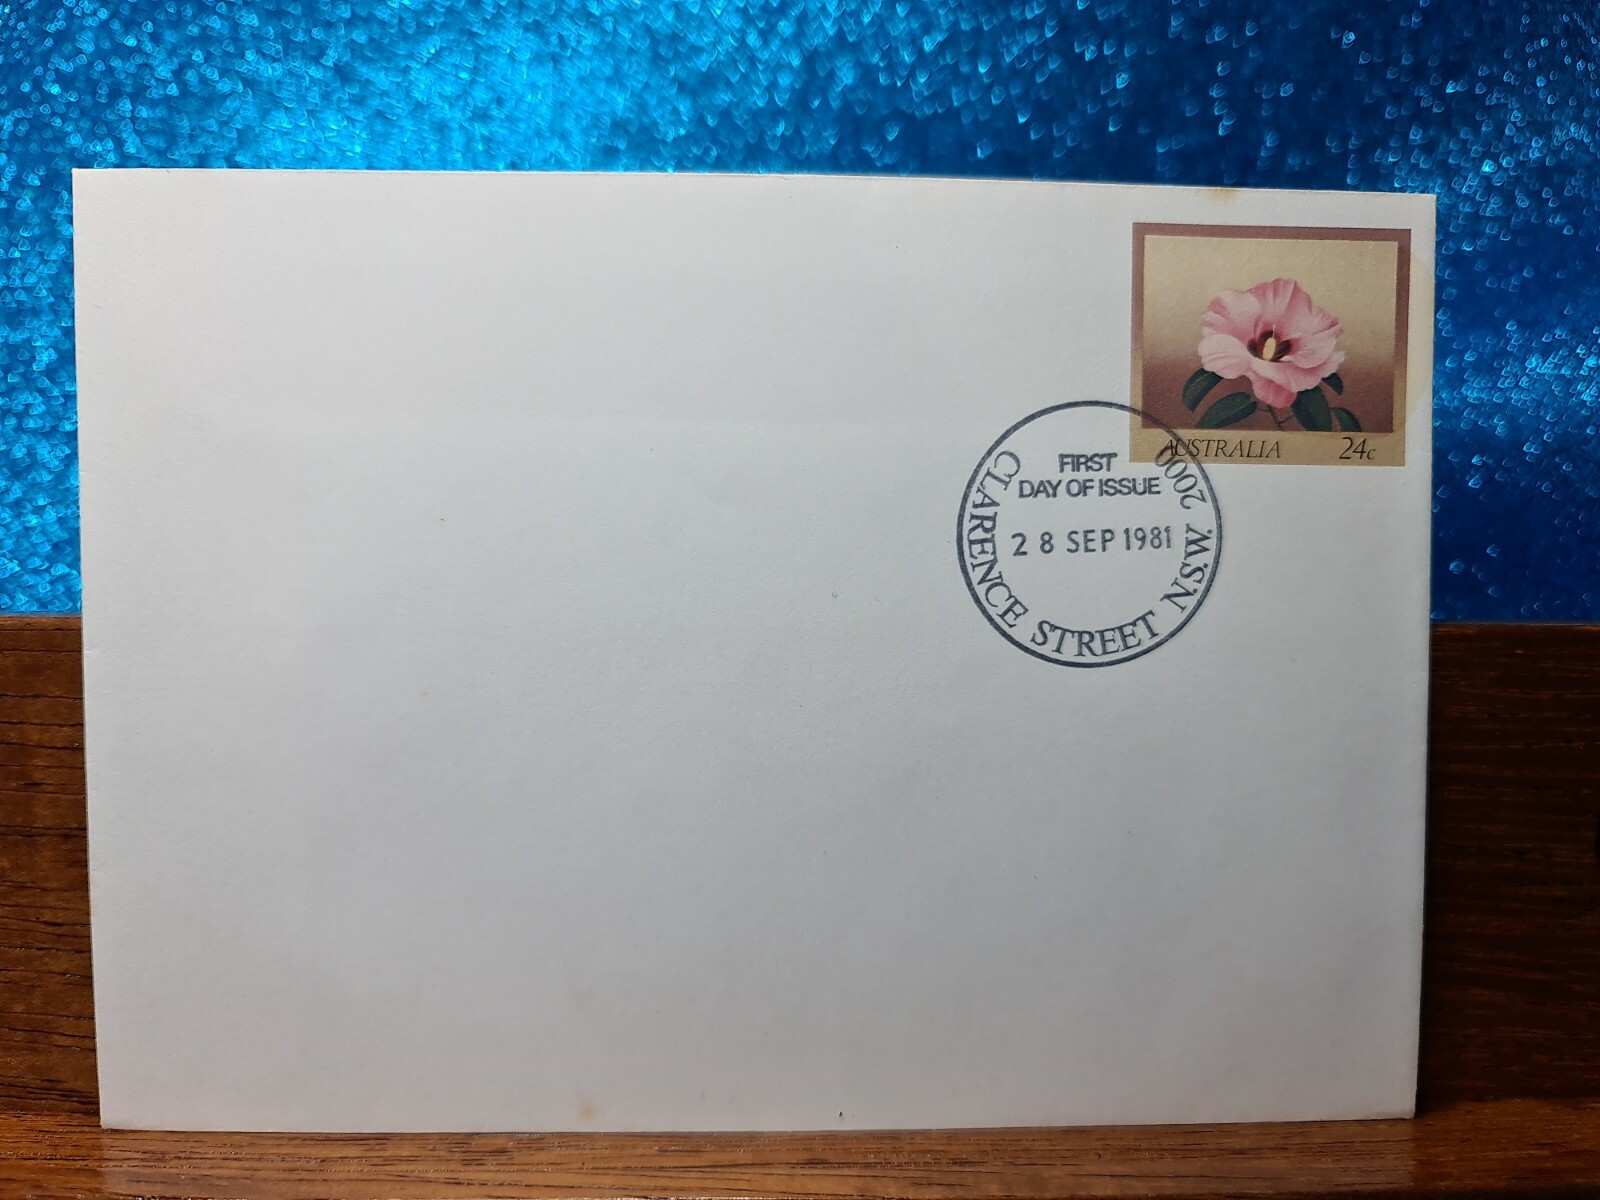 AUSTRALIA 24c
FIRST
DAY OF ISSUE
28 SEP 1981
CLARENCE STREET N.S.W. 2000